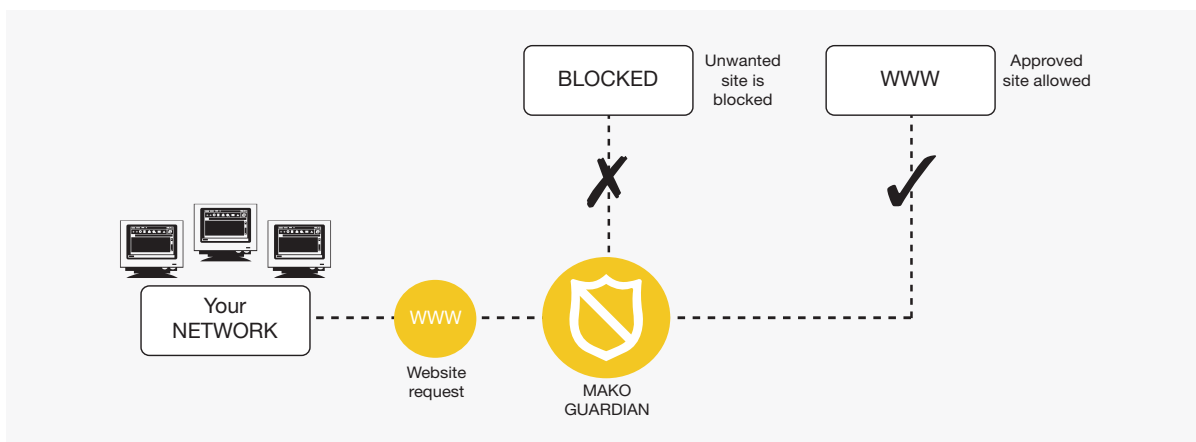 BLOCKED
Unwanted
site is
blocked
WWW
Approved
site allowed
Your
NETWORK
WWW
Website
request
MAKO
GUARDIAN